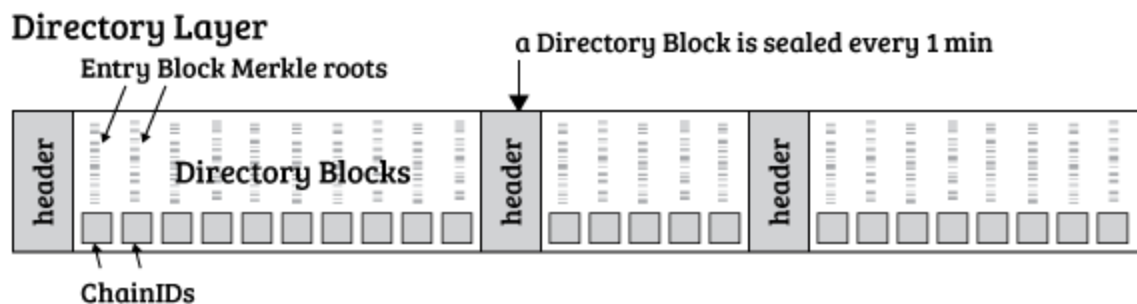 Directory Layer
a Directory Block is sealed every 1 min
Entry Block Merkle roots
header
Directory Blocks
header
header
ChainIDs